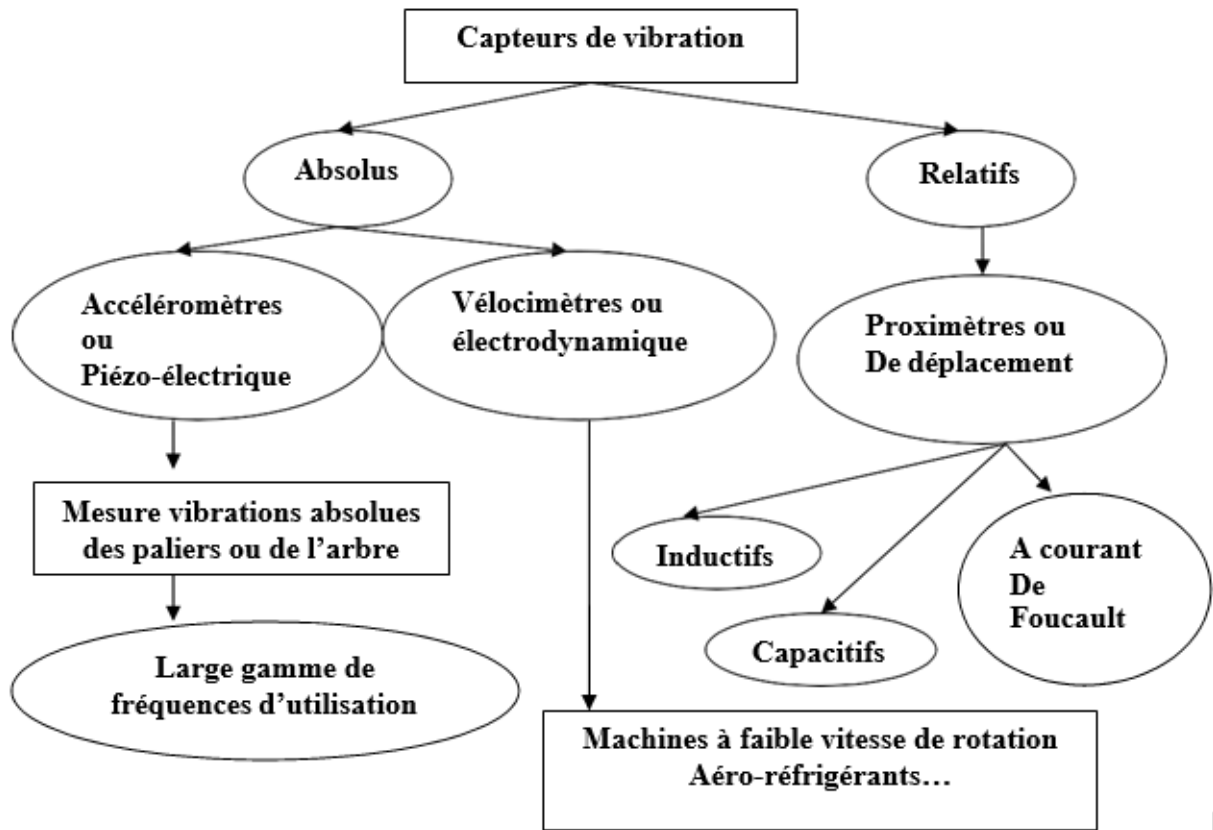 Capteurs de vibration
Absolus
Relatifs
Accéléromètres
ou
Piézo-électrique
Vélocimètres ou
électrodynamique
Proximètres ou
De déplacement
Mesure vibrations absolues
des paliers ou de l'arbre
Inductifs
A courant
De
Foucault
Capacitifs
Large gamme de
fréquences d'utilisation
Machines à faible vitesse de rotation
Aéro-réfrigérants…